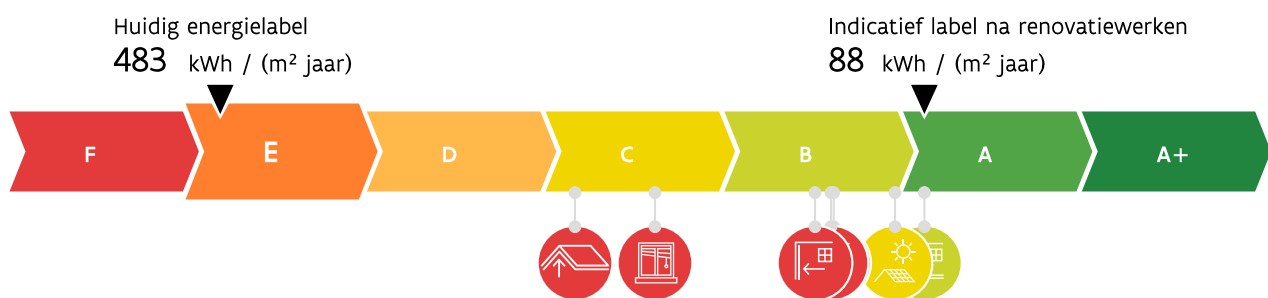 Huidig energielabel
483 kWh / (m² jaar)
Indicatief label na renovatiewerken
88 kWh / (m² jaar)
F E D C B A A+